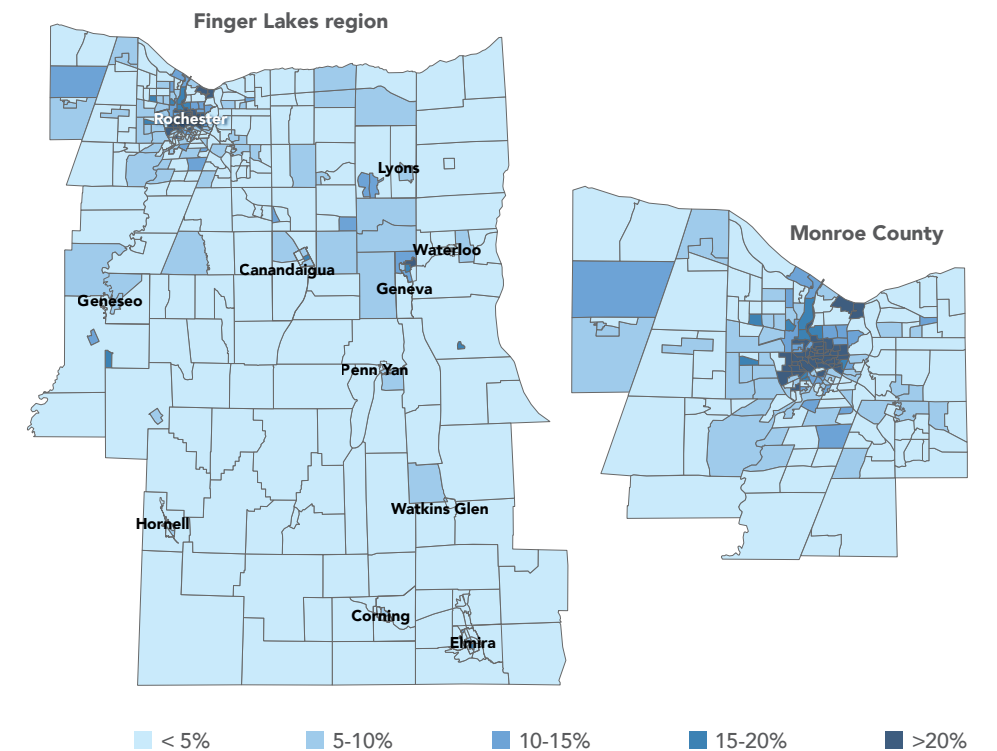 Finger Lakes region
Rochester
Lyons
Monroe County
Waterloo
Canandaigua
Geneva
Geneseo
Penn Yan
Watkins Glen
Hornell
Corning
Elmira
< 5% 5-10% 10-15% 15-20% >20%